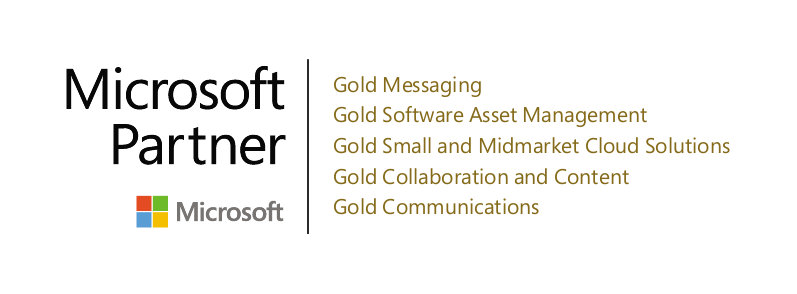 Microsoft
Partner
Microsoft
Gold Messaging
Gold Software Asset Management
Gold Small and Midmarket Cloud Solutions
Gold Collaboration and Content
Gold Communications